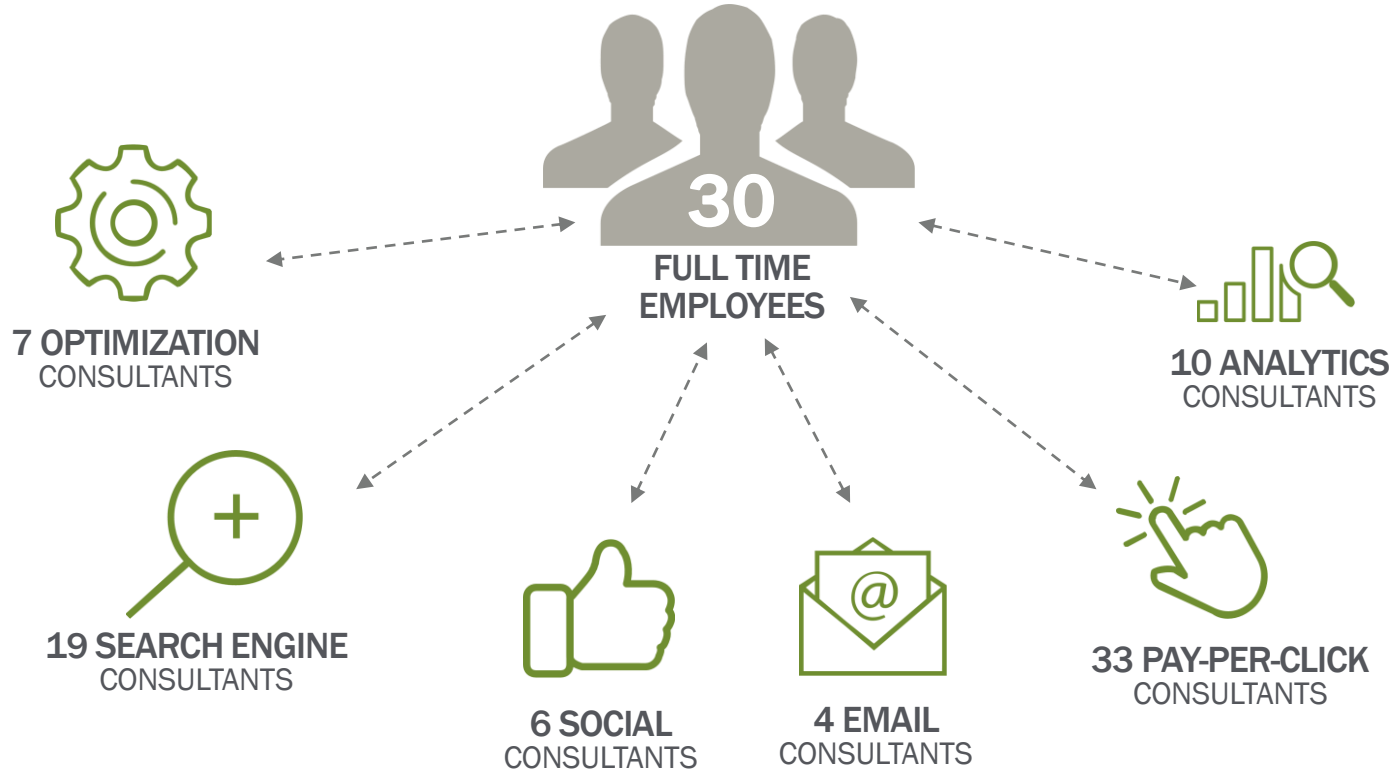 30
FULL TIME
EMPLOYEES
7 OPTIMIZATION
CONSULTANTS
10 ANALYTICS
CONSULTANTS
19 SEARCH ENGINE
CONSULTANTS
6 SOCIAL
CONSULTANTS
@
4 EMAIL
CONSULTANTS
33 PAY-PER-CLICK
CONSULTANTS